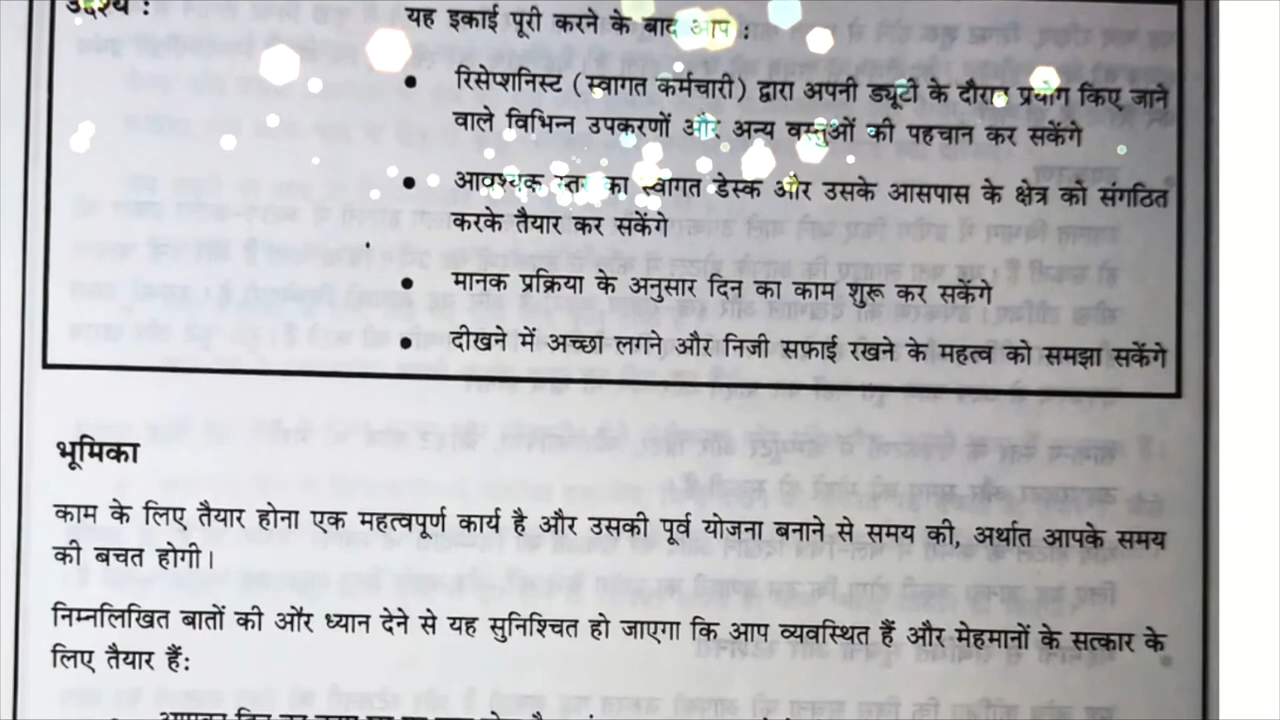 उद्देश्य :
यह इकाई पूरी करने के बाद आप :
• रिसेप्शनिस्ट (स्वागत कर्मचारी) द्वारा अपनी ड्यूटी के दौरान प्रयोग किए जाने
वाले विभिन्न उपकरणों और अन्य वस्तुओं की पहचान कर सकेंगे
• आवश्यक स्तर का स्वागत डेस्क और उसके आसपास के क्षेत्र को संगठित
करके तैयार कर सकेंगे
• मानक प्रक्रिया के अनुसार दिन का काम शुरू कर सकेंगे
• दीखने में अच्छा लगने और निजी सफ़ाई रखने के महत्व को समझा सकेंगे
भूमिका
काम के लिए तैयार होना एक महत्वपूर्ण कार्य है और उसकी पूर्व योजना बनाने से समय की, अर्थात आपके समय
की बचत होगी।
निम्नलिखित बातों की और ध्यान देने से यह सुनिश्चित हो जाएगा कि आप व्यवस्थित हैं और मेहमानों के सत्कार के
लिए तैयार हैं: